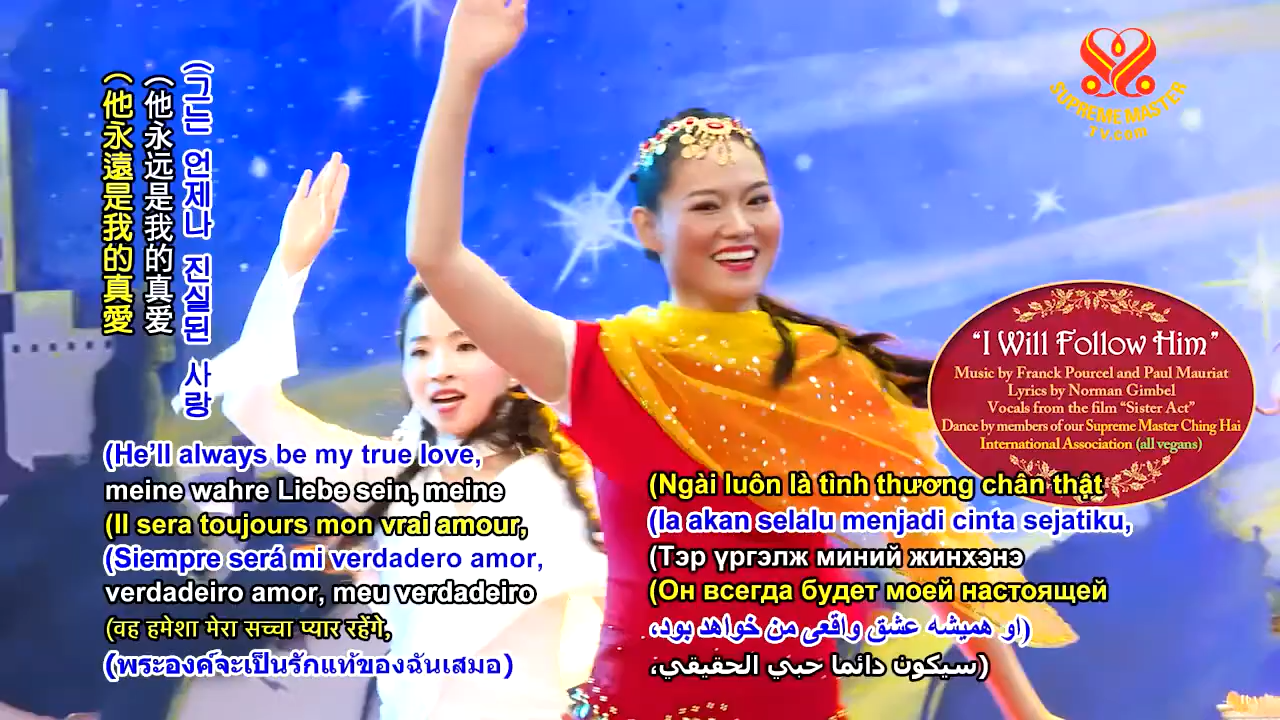 (그는 언제나 진실된 사랑
(他永远是我的真爱
(他永遠是我的真愛
(He'll always be my true love,
meine wahre Liebe sein, meine
(Il sera toujours mon vrai amour,
(Siempre será mi verdadero amor,
verdadeiro amor, meu verdadeiro
(वह हमेशा मेरा सच्चा प्यार रहेंगे,
(พระองค์จะเป็นรักแท้ของฉันเสมอ)
(Ngài luôn là tình thương chân thật
(Ia akan selalu menjadi cinta sejatiku,
(Тэр үргэлж миний жинхэнэ
(Он всегда будет моей настоящей
(او همیشه عشق واقعی من خواهد بود،
(سيكون دائما حبي الحقيقي،
SUPREME MASTER
TV.com
“I Will Follow Him”
Music by Franck Pourcel and Paul Mauriat
Lyrics by Norman Gimbel
Vocals from the film “Sister Act”
Dance by members of our Supreme Master Ching Hai
International Association (all vegans)